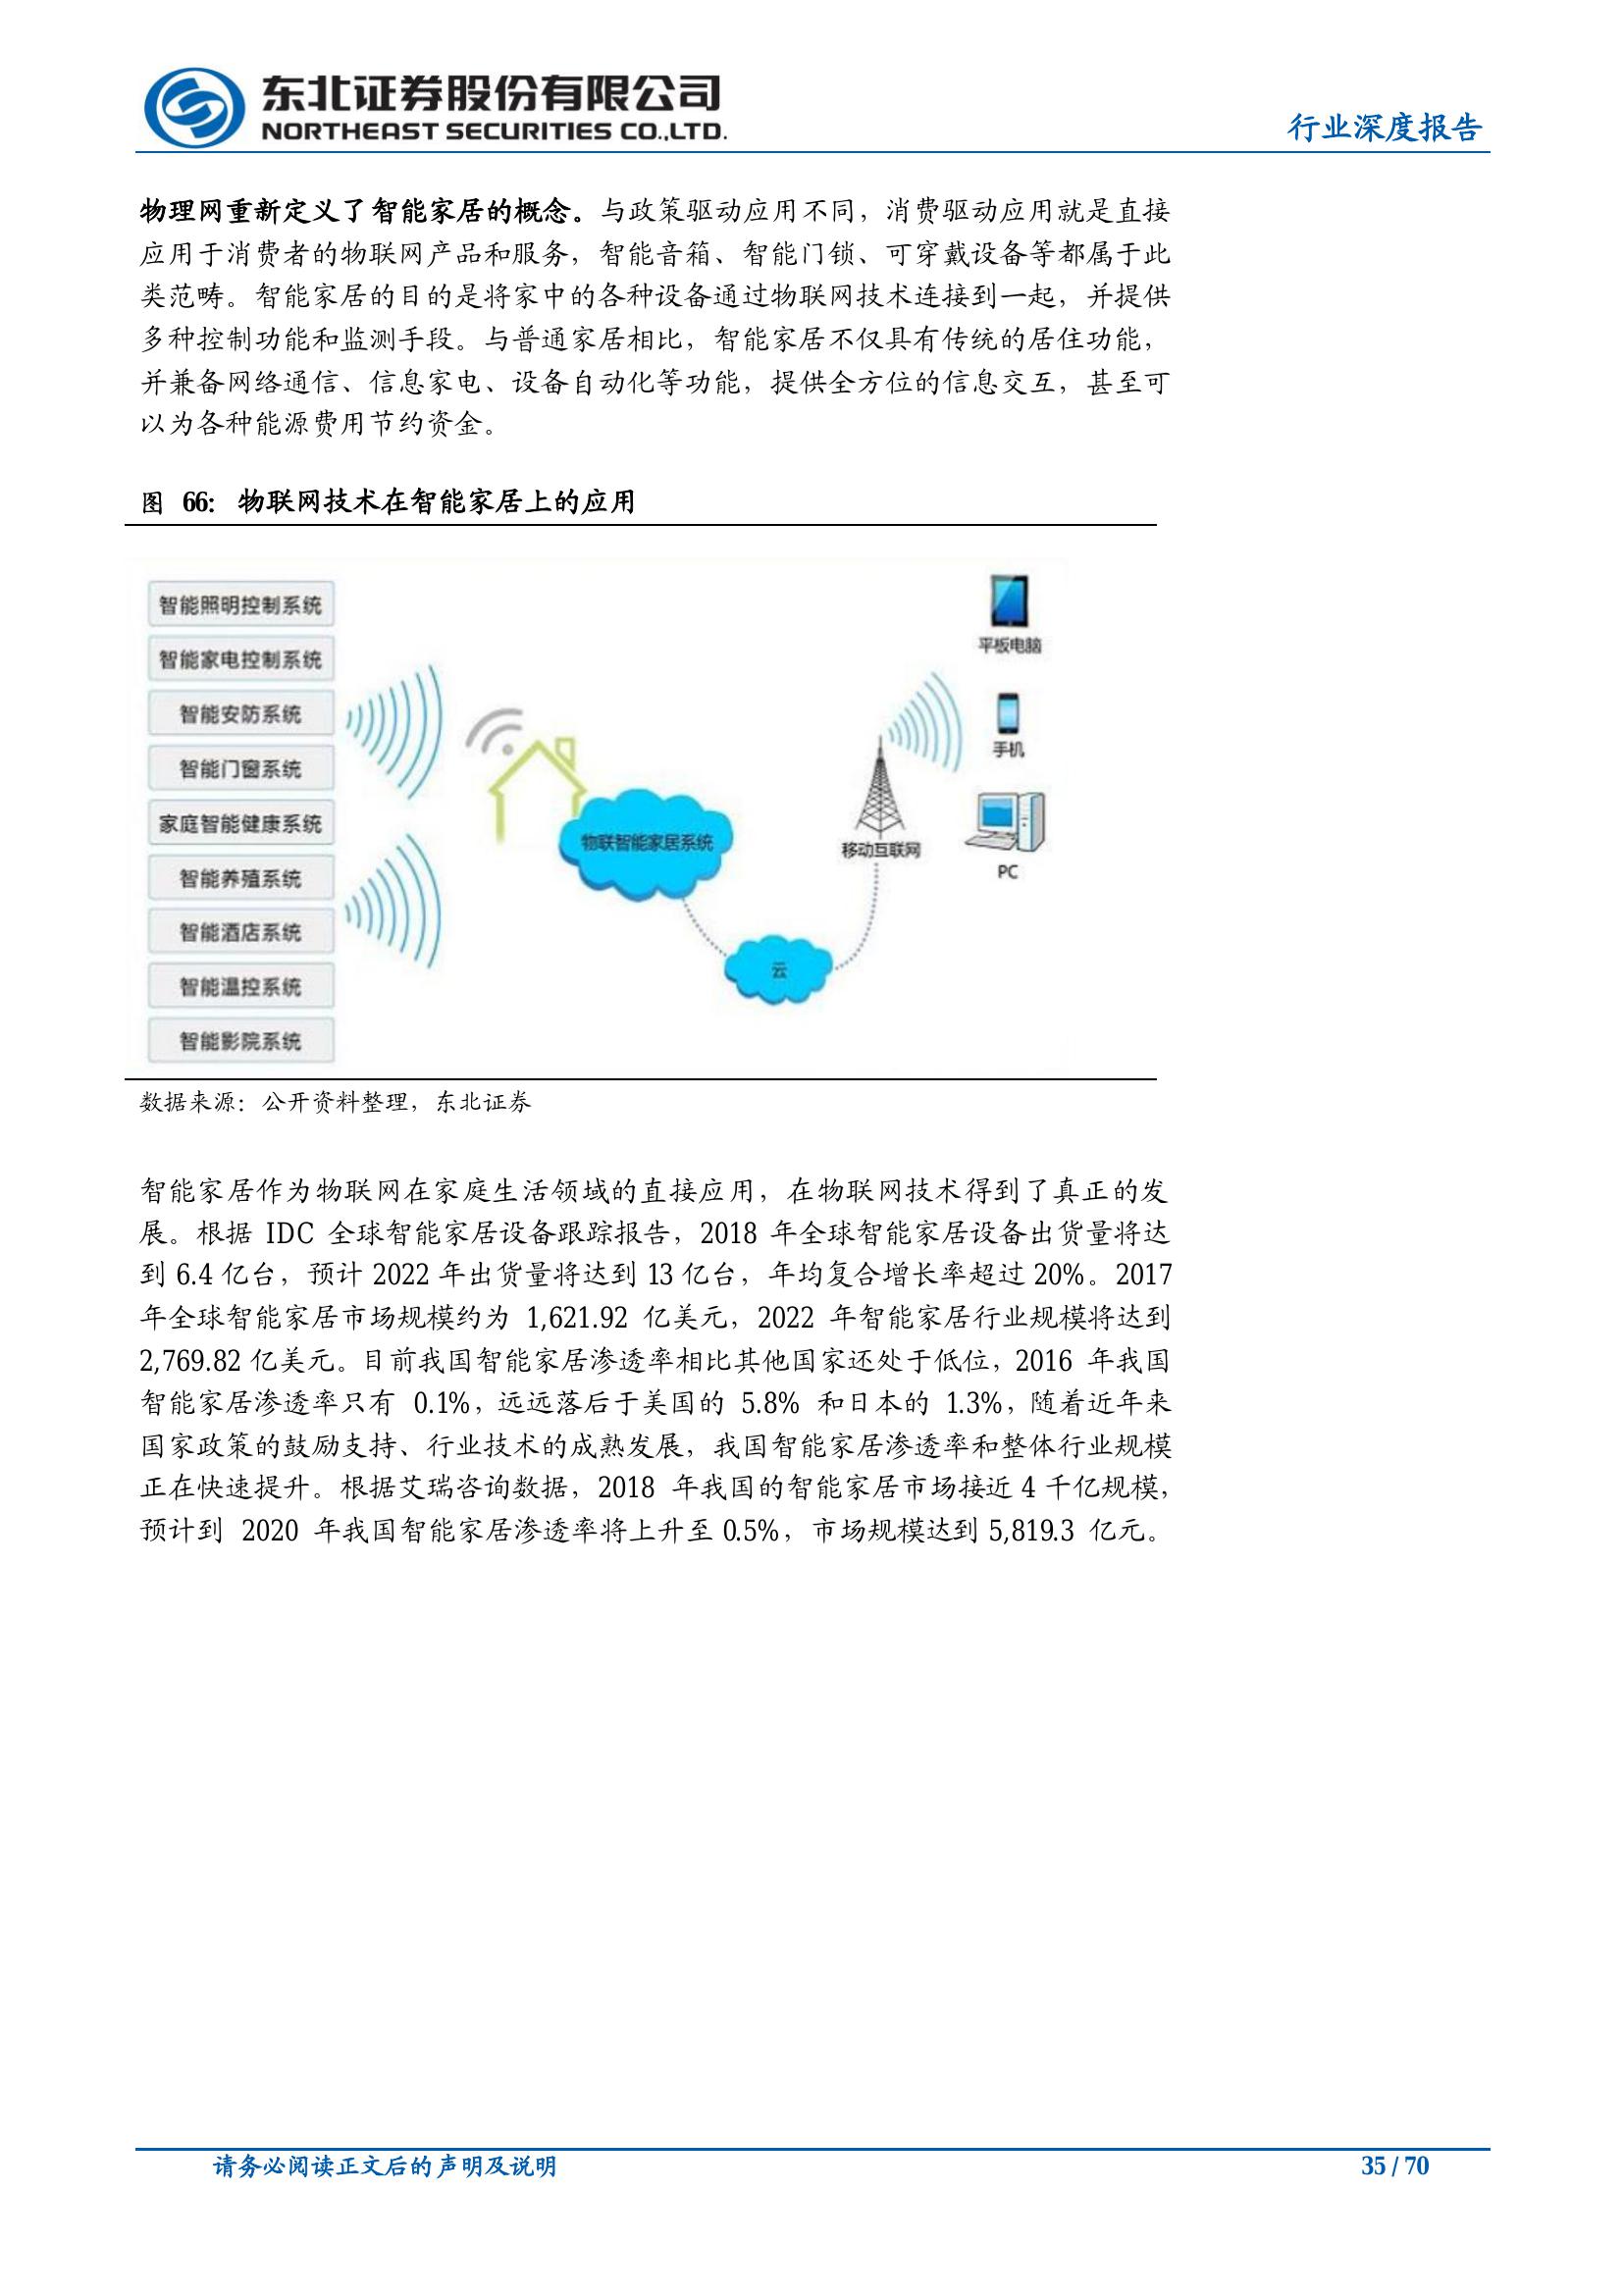 东北证券股份有限公司
NORTHEAST SECURITIES CO.,LTD.
行业深度报告
物理网重新定义了智能家居的概念。与政策驱动应用不同，消费驱动应用就是直接
应用于消费者的物联网产品和服务，智能音箱、智能门锁、可穿戴设备等都属于此
类范畴。智能家居的目的是将家中的各种设备通过物联网技术连接到一起，并提供
多种控制功能和监测手段。与普通家居相比，智能家居不仅具有传统的居住功能，
并兼备网络通信、信息家电、设备自动化等功能，提供全方位的信息交互，甚至可
以为各种能源费用节约资金。
图 66：物联网技术在智能家居上的应用
智能照明控制系统
智能家电控制系统
智能安防系统
智能门窗系统
家庭智能健康系统
智能养殖系统
智能酒店系统
智能温控系统
智能影院系统
物联智能家居系统
云
移动互联网
平板电脑
手机
PC
数据来源：公开资料整理，东北证券
智能家居作为物联网在家庭生活领域的直接应用，在物联网技术得到了真正的发
展。根据 IDC 全球智能家居设备跟踪报告，2018 年全球智能家居设备出货量将达
到 6.4 亿台，预计 2022 年出货量将达到 13 亿台，年均复合增长率超过 20%。2017
年全球智能家居市场规模约为 1,621.92 亿美元，2022 年智能家居行业规模将达到
2,769.82 亿美元。目前我国智能家居渗透率相比其他国家还处于低位，2016 年我国
智能家居渗透率只有 0.1%，远远落后于美国的 5.8% 和日本的 1.3%，随着近年来
国家政策的鼓励支持、行业技术的成熟发展，我国智能家居渗透率和整体行业规模
正在快速提升。根据艾瑞咨询数据，2018 年我国的智能家居市场接近 4 千亿规模，
预计到 2020 年我国智能家居渗透率将上升至 0.5%，市场规模达到 5,819.3 亿元。
请务必阅读正文后的声明及说明
35 / 70